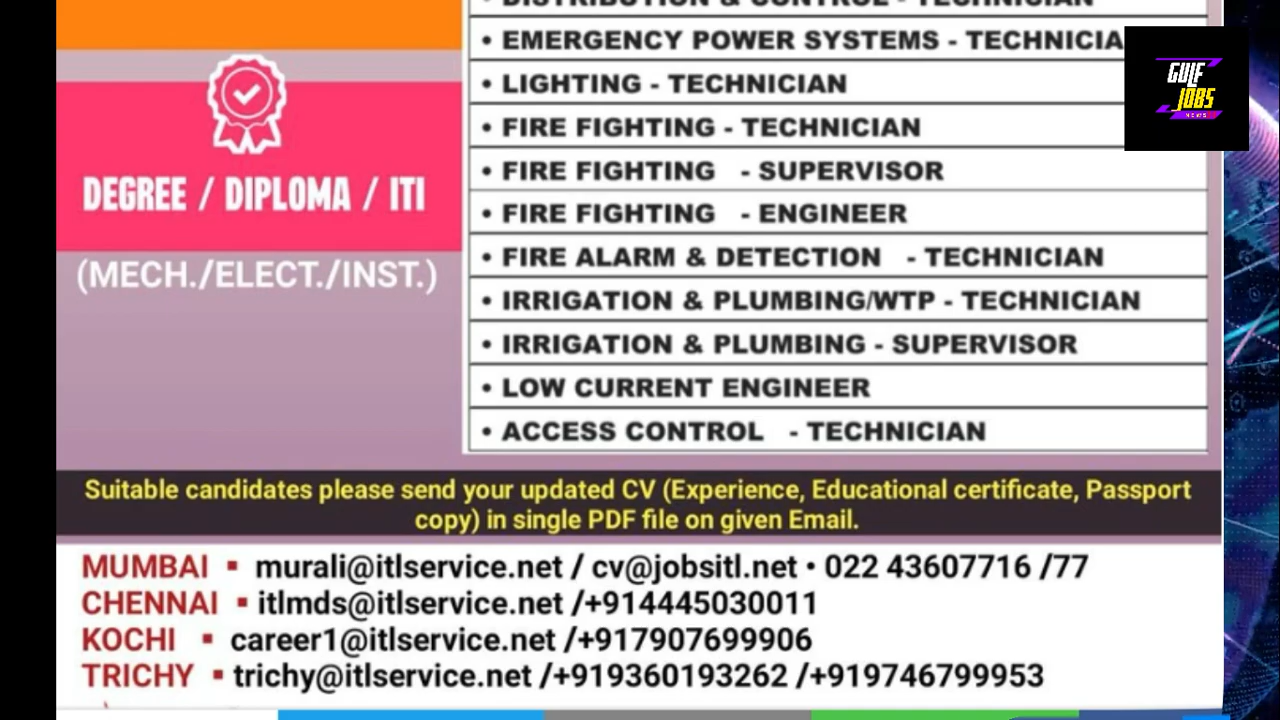 DISTRIBUTION & CONTROL - TECHNICIAN
• EMERGENCY POWER SYSTEMS - TECHNICIA
GULF
JOBS
NEWS
• LIGHTING - TECHNICIAN
• FIRE FIGHTING - TECHNICIAN
• FIRE FIGHTING - SUPERVISOR
• FIRE FIGHTING - ENGINEER
• FIRE ALARM & DETECTION - TECHNICIAN
• IRRIGATION & PLUMBING/WTP - TECHNICIAN
• IRRIGATION & PLUMBING - SUPERVISOR
• LOW CURRENT ENGINEER
• ACCESS CONTROL - TECHNICIAN
DEGREE / DIPLOMA / ITI
(MECH./ELECT./INST.)
Suitable candidates please send your updated CV (Experience, Educational certificate, Passport
copy) in single PDF file on given Email.
MUMBAI ▪ murali@itlservice.net / cv@jobsitl.net • 022 43607716 /77
CHENNAI ▪ itlmds@itlservice.net /+914445030011
KOCHI ▪ career1@itlservice.net /+917907699906
TRICHY ▪ trichy@itlservice.net /+919360193262 /+919746799953